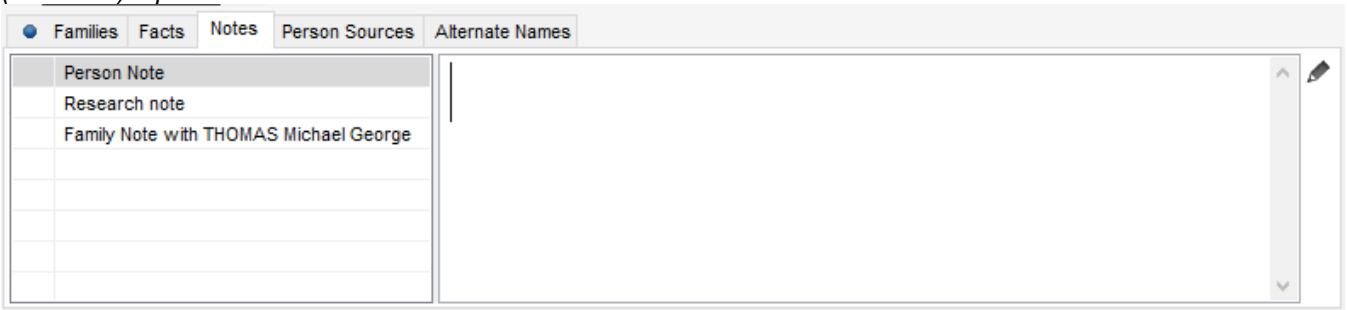 Families Facts Notes Person Sources Alternate Names
Person Note
Research note
Family Note with THOMAS Michael George